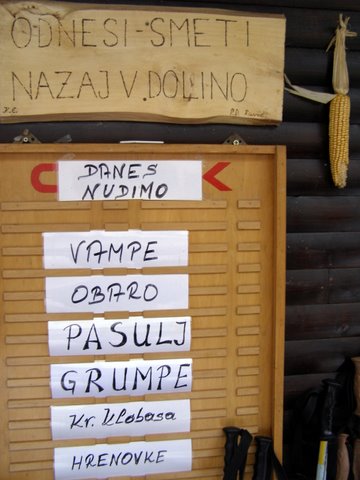 ODNESI-SMETI
NAZAJ V DOLINO
DANES
NUDIMO
VAMPE
OBARO
PASULJ
GRUMPE
Kr. klobasa
HRENOVKE